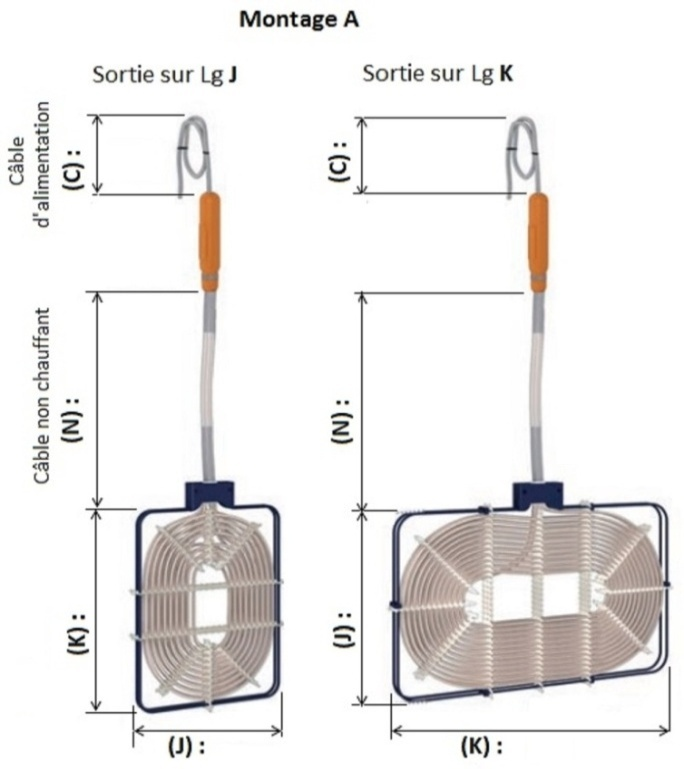 Montage A
Sortie sur Lg J
Sortie sur Lg K
Câble
d'alimentation
(C) :
(C) :
Câble non chauffant
(N) :
(N) :
(K) :
(J) :
(J) :
(K) :